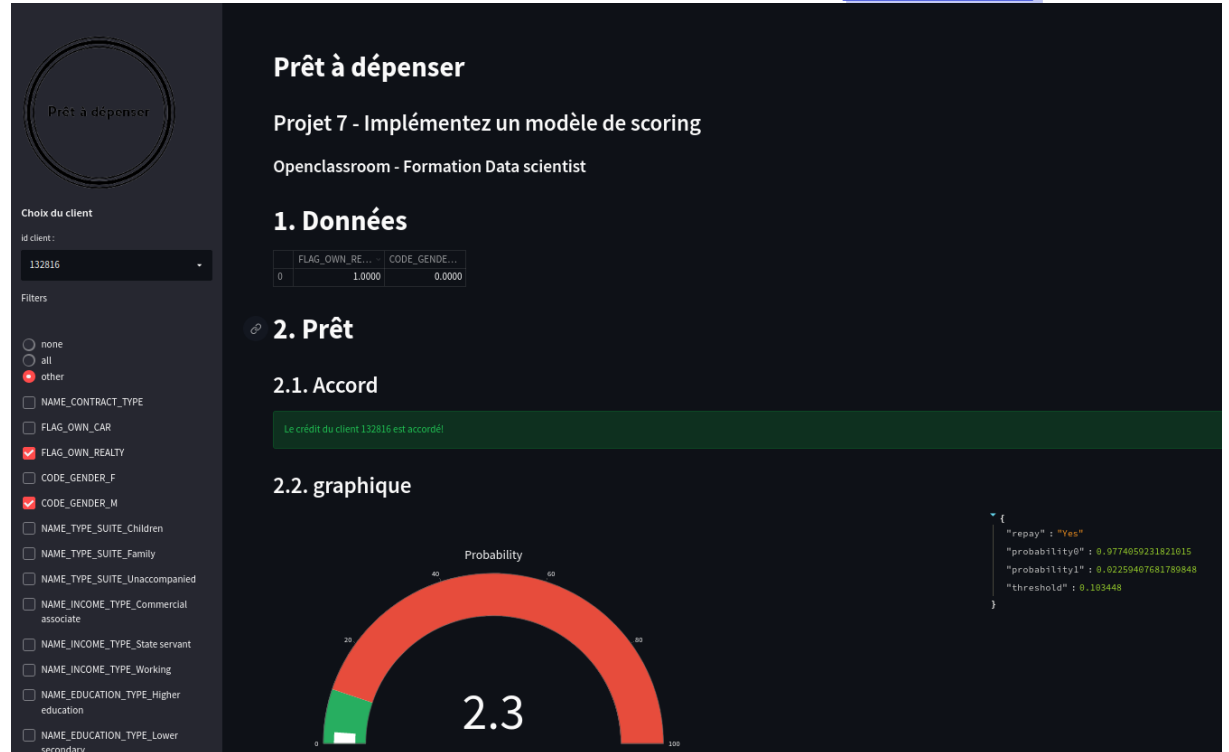 Prêt à dépenser
Choix du client
id client :
132816
Filters
none
all
other
NAME_CONTRACT_TYPE
FLAG_OWN_CAR
FLAG_OWN_REALTY
CODE_GENDER_F
CODE_GENDER_M
NAME_TYPE_SUITE_Children
NAME_TYPE_SUITE_Family
NAME_TYPE_SUITE_Unaccompanied
NAME_INCOME_TYPE_Commercial
associate
NAME_INCOME_TYPE_State servant
NAME_INCOME_TYPE_Working
NAME_EDUCATION_TYPE_Higher
education
NAME_EDUCATION_TYPE_Lower
secondary
Prêt à dépenser
Projet 7 - Implémentez un modèle de scoring
Openclassroom - Formation Data scientist
1. Données
FLAG_OWN_RE... CODE_GENDE...
0 1.0000 0.0000
2. Prêt
2.1. Accord
Le crédit du client 132816 est accordé!
2.2. graphique
Probability
0 20 40 60 80 100
2.3
{
"repay" : "Yes"
"probability0" : 0.9774059231821015
"probability1" : 0.02259407681789848
"threshold" : 0.103448
}